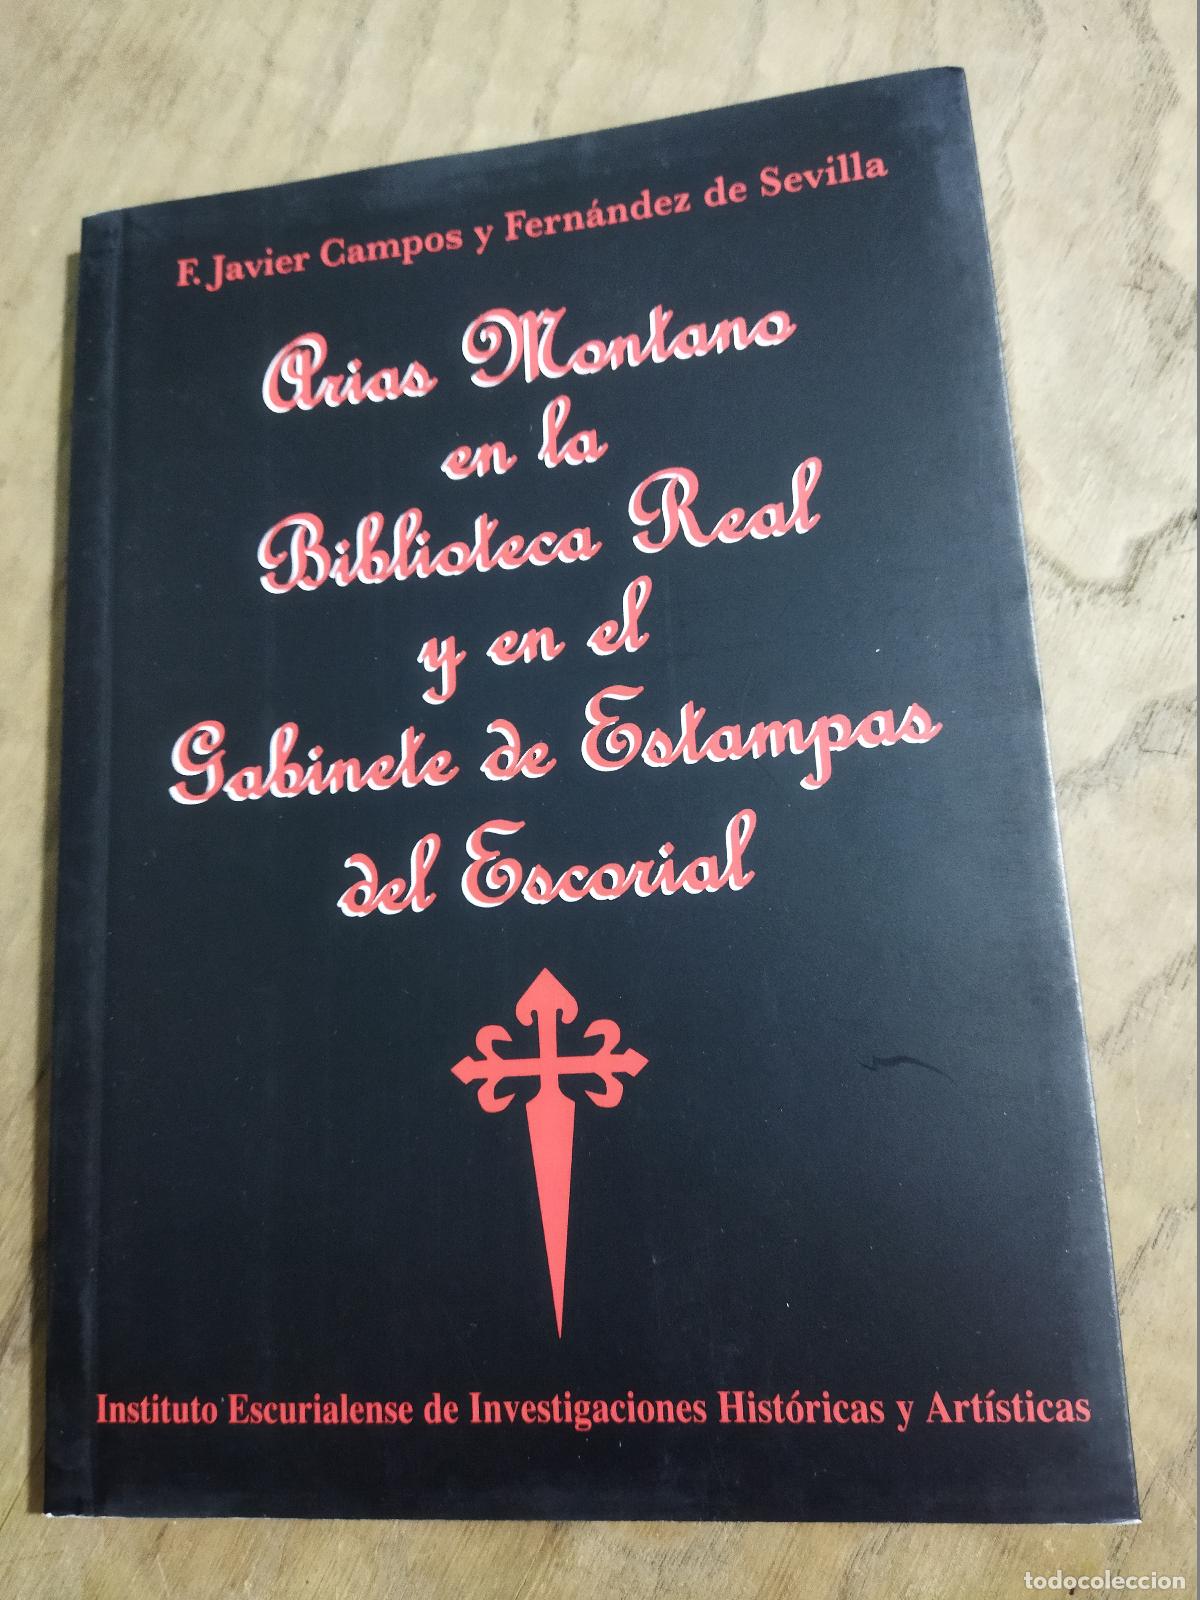 F. Javier Campos y Fernández de Sevilla
Arias Montano
en la
Biblioteca Real
y en el
Gabinete de Estampas
del Escorial
Instituto Escurialense de Investigaciones Históricas y Artísticas
todocoleccion